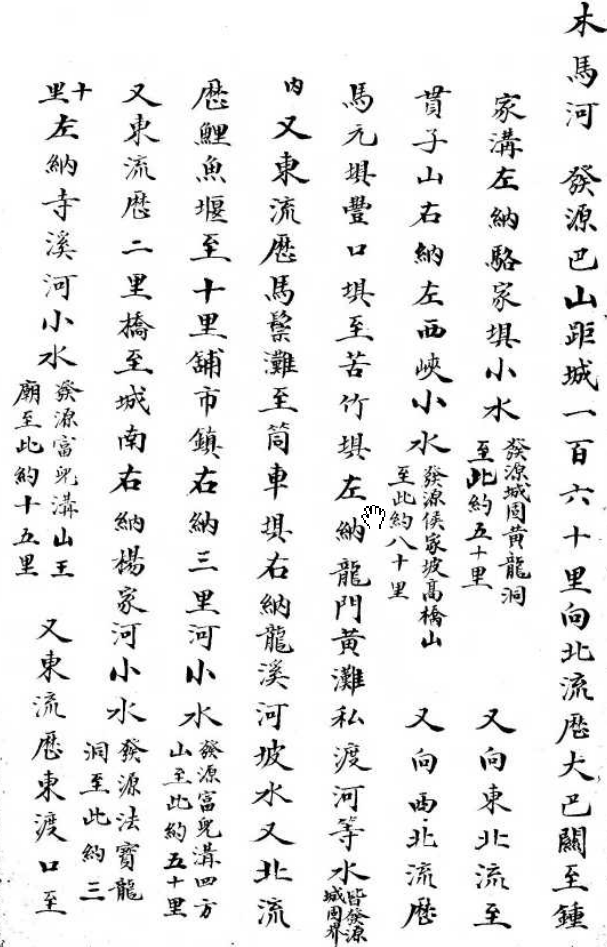 木馬河 發源巴山距城一百六十里向北流歷大巴關至鍾
家溝左納駱家垻小水 發源城固黃龍洞
至此約五十里 又向東北流至
貫子山右納左西峽小水 發源侯家坡高橋山
至此約八十里 又向西北流歷
馬元垻豐口垻至苦竹垻左納龍門黃灘私渡河等水 皆發源
城固界
內 又東流歷馬鬃灘至筒車垻右納龍溪河坡水又北流
歷鯉魚堰至十里舖市鎮右納三里河小水 發源富兒溝四方
山至此約五十里
又東流歷二里橋至城南右納楊家河小水 發源法寶龍
洞至此約三
十
里 左納寺溪河小水 發源富兒溝山王
廟至此約十五里 又東流歷東渡口至